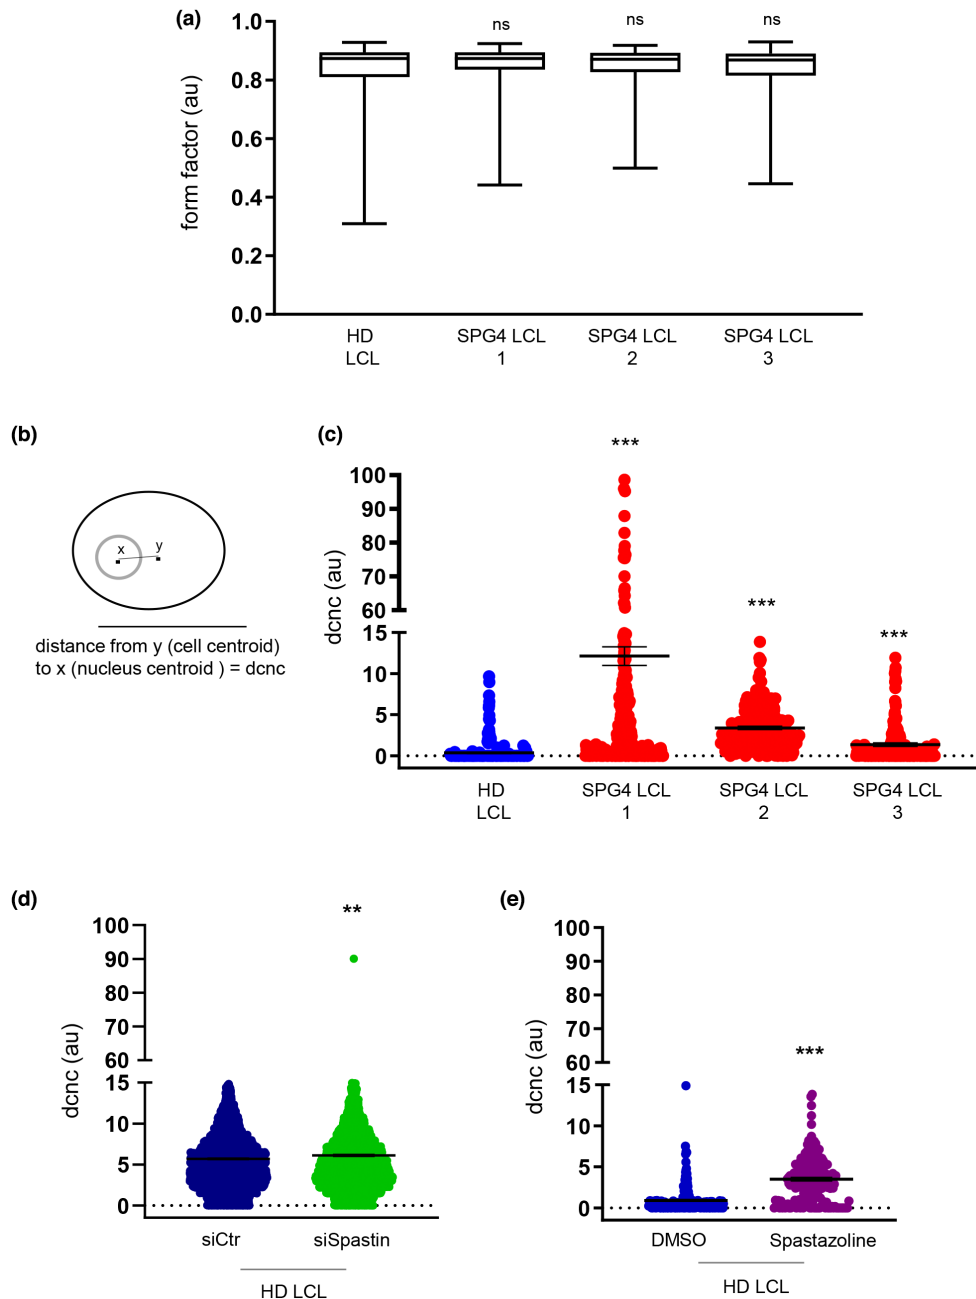 (a)
form factor (au)
1.0
0.8
0.6
0.4
0.2
0.0
ns
ns
ns
HD
LCL
SPG4 LCL
1
SPG4 LCL
2
SPG4 LCL
3
(b)
x
y
distance from y (cell centroid)
to x (nucleus centroid ) = dcnc
(c)
dcnc (au)
100
90
80
70
60
15
10
5
0
***
***
***
HD
LCL
SPG4 LCL
1
SPG4 LCL
2
SPG4 LCL
3
(d)
dcnc (au)
100
90
80
70
60
15
10
5
0
**
siCtr
siSpastin
HD LCL
(e)
dcnc (au)
100
90
80
70
60
15
10
5
0
***
DMSO
Spastazoline
HD LCL